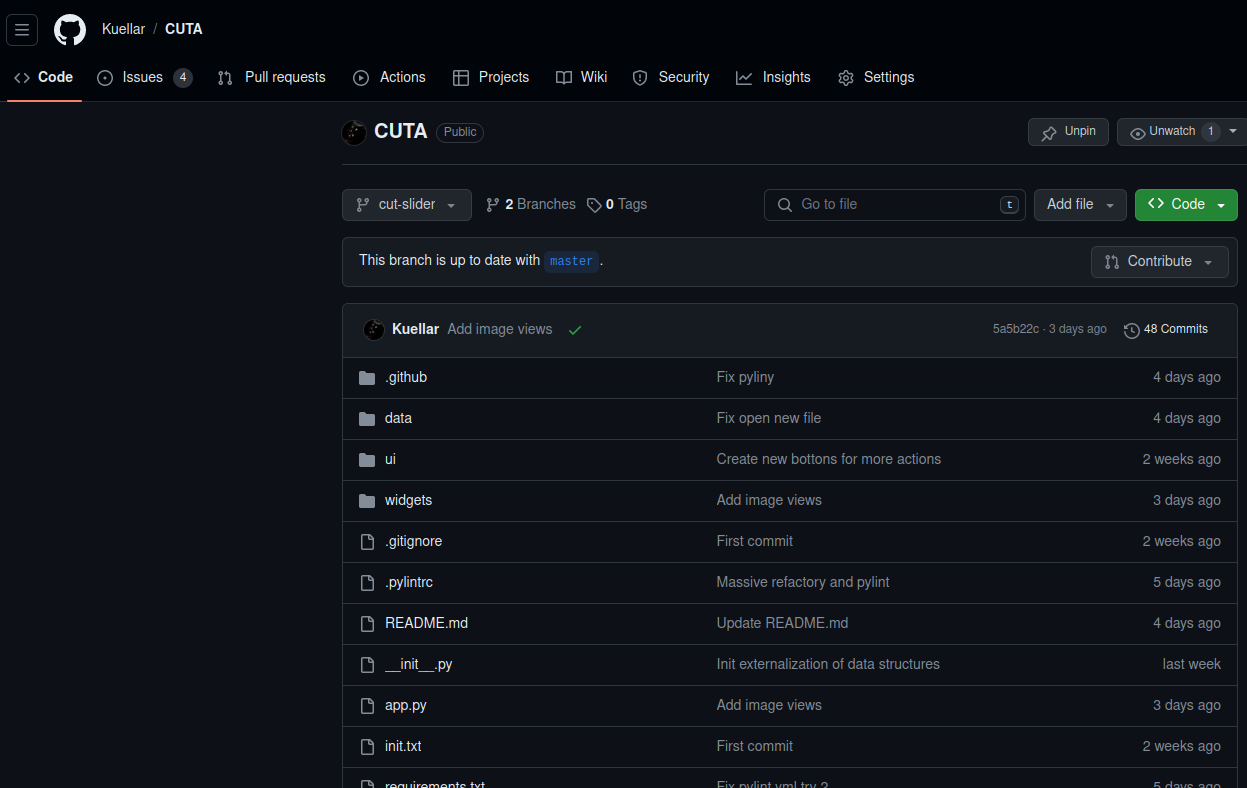 Kuellar / CUTA
Code Issues 4 Pull requests Actions Projects Wiki Security Insights Settings
CUTA Public Unpin Unwatch 1
cut-slider 2 Branches 0 Tags Go to file t Add file Code
This branch is up to date with master . Contribute
Kuellar Add image views 5a5b22c · 3 days ago 48 Commits
.github Fix pyliny 4 days ago
data Fix open new file 4 days ago
ui Create new bottons for more actions 2 weeks ago
widgets Add image views 3 days ago
.gitignore First commit 2 weeks ago
.pylintrc Massive refactory and pylint 5 days ago
README.md Update README.md 4 days ago
__init__.py Init externalization of data structures last week
app.py Add image views 3 days ago
init.txt First commit 2 weeks ago
requirements.txt Fix pylint yml try 2 5 days ago